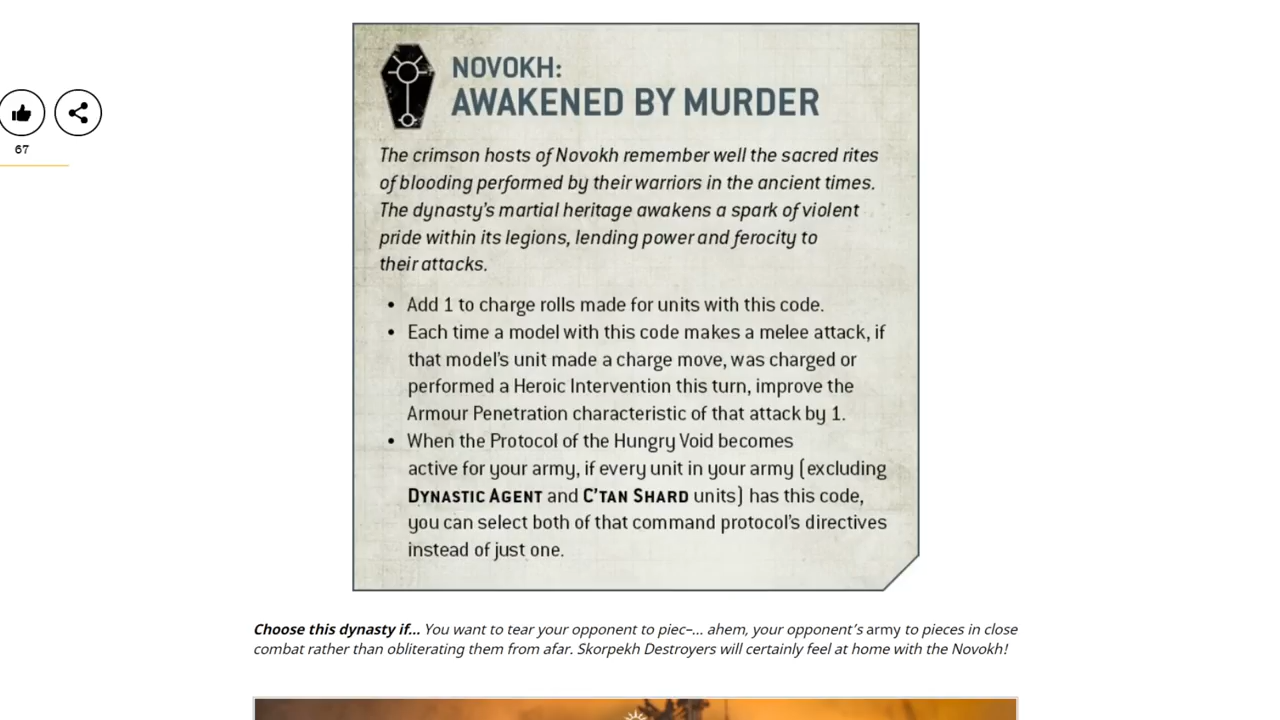 NOVOKH:
AWAKENED BY MURDER
67
The crimson hosts of Novokh remember well the sacred rites
of blooding performed by their warriors in the ancient times.
The dynasty's martial heritage awakens a spark of violent
pride within its legions, lending power and ferocity to
their attacks.
• Add 1 to charge rolls made for units with this code.
• Each time a model with this code makes a melee attack, if
that model's unit made a charge move, was charged or
performed a Heroic Intervention this turn, improve the
Armour Penetration characteristic of that attack by 1.
• When the Protocol of the Hungry Void becomes
active for your army, if every unit in your army (excluding
DYNASTIC AGENT and C'TAN SHARD units) has this code,
you can select both of that command protocol's directives
instead of just one.
Choose this dynasty if... You want to tear your opponent to piec–... ahem, your opponent's army to pieces in close
combat rather than obliterating them from afar. Skorpekh Destroyers will certainly feel at home with the Novokh!